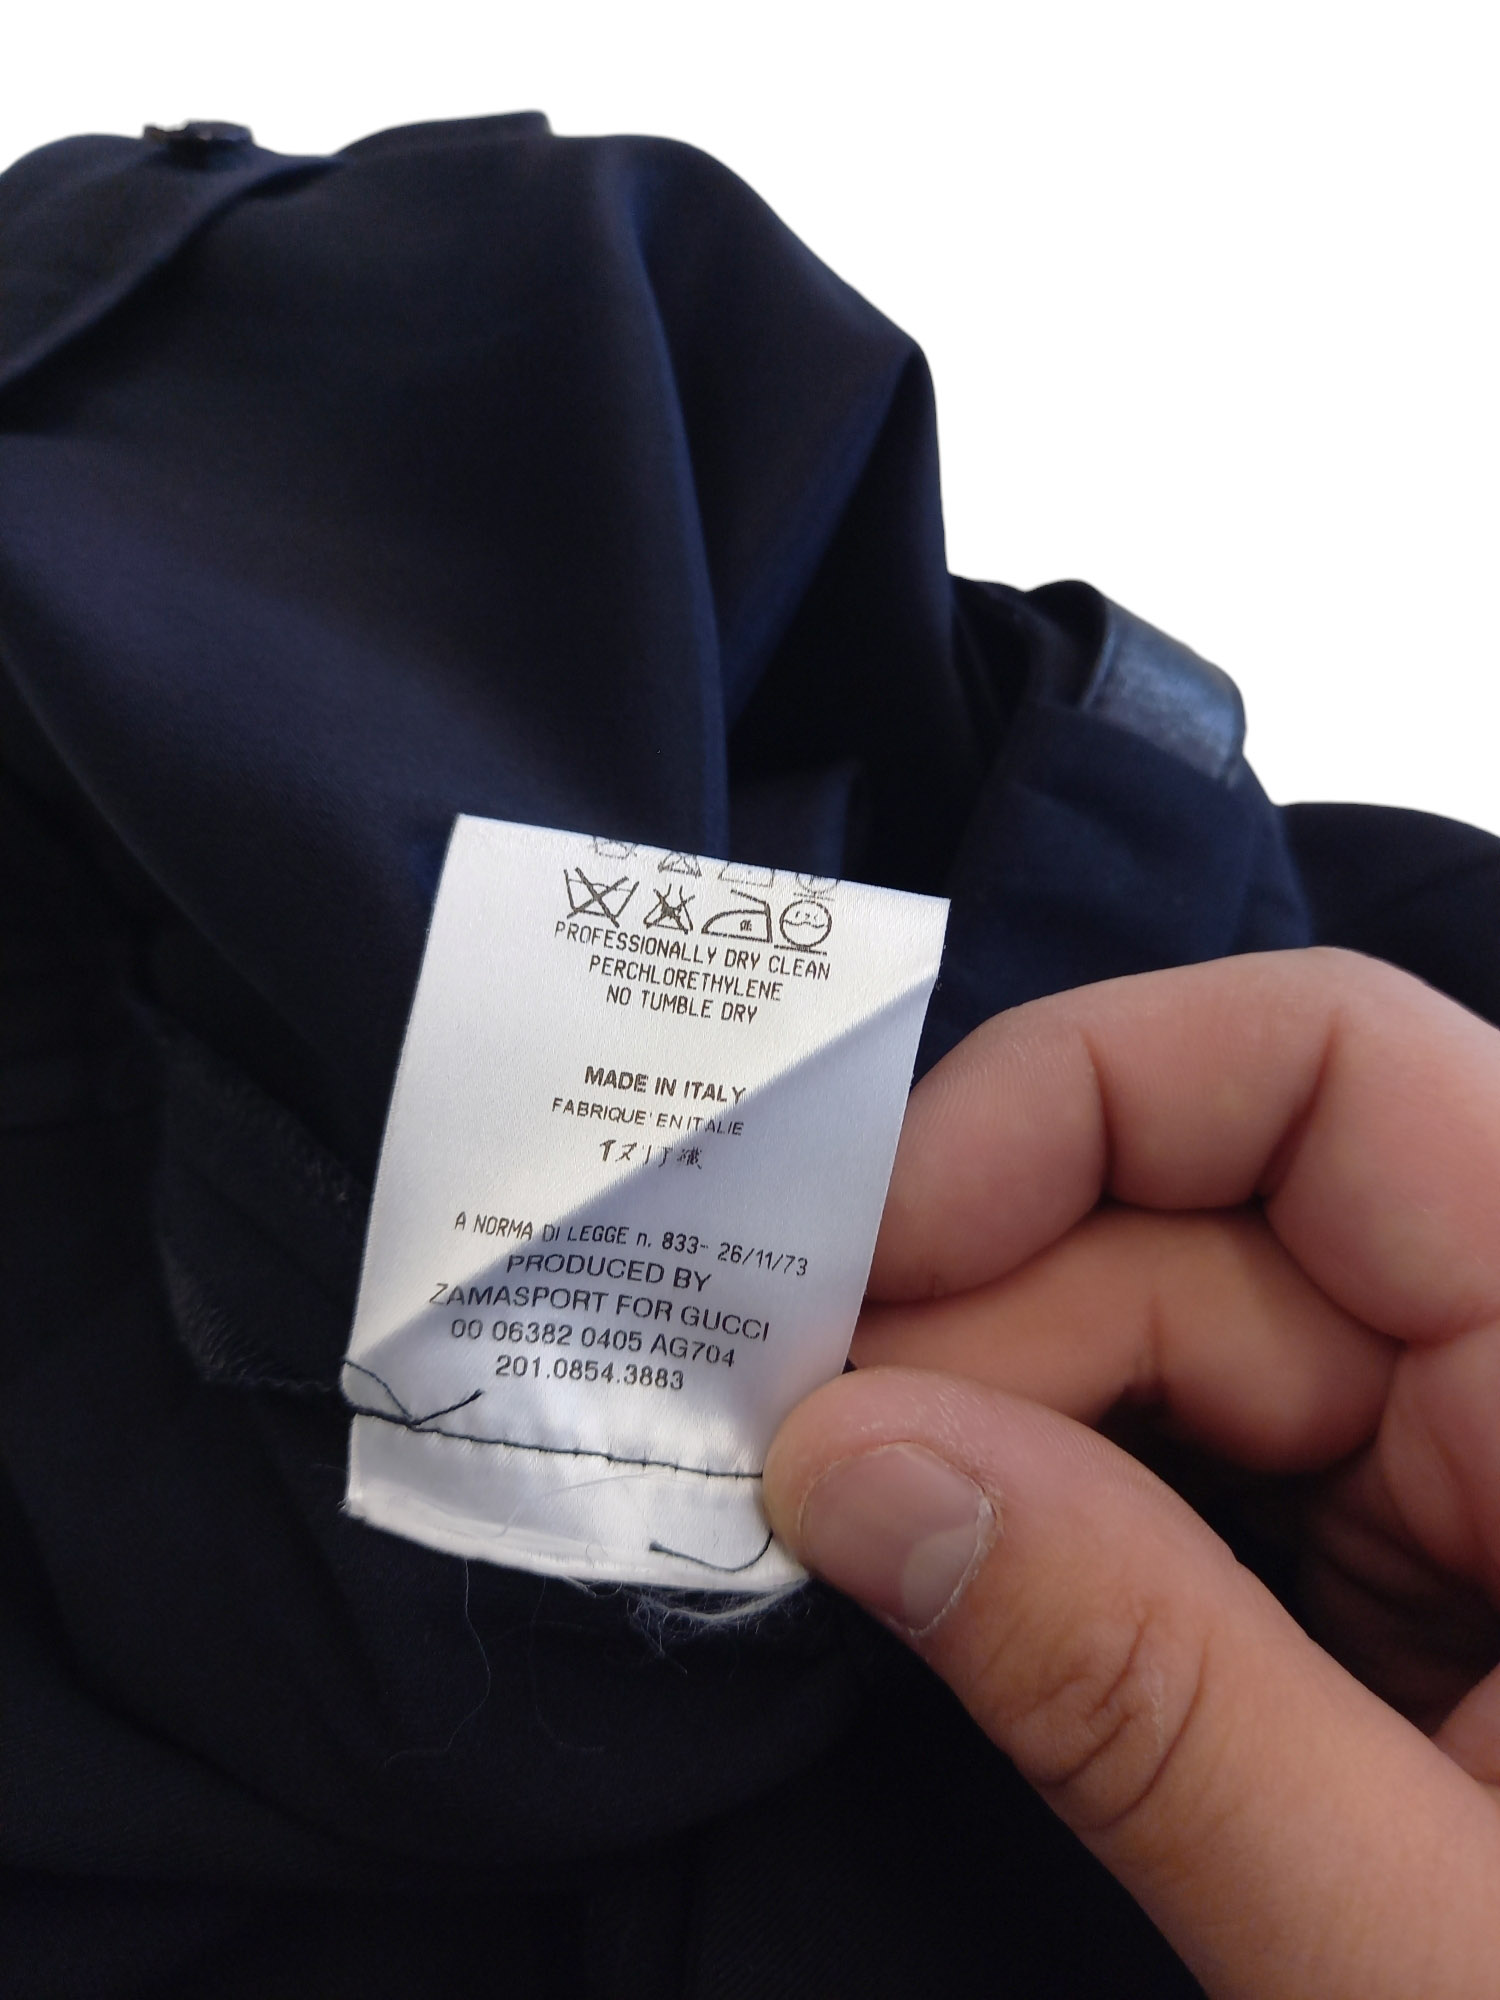 PROFESSIONALLY DRY CLEAN
PERCHLORETHYLENE
NO TUMBLE DRY
MADE IN ITALY
FABRIQUE' EN ITALIE
A NORMA DI LEGGE n. 833- 26/11/73
PRODUCED BY
ZAMASPORT FOR GUCCI
00 06382 0405 AG704
201.0854.3883